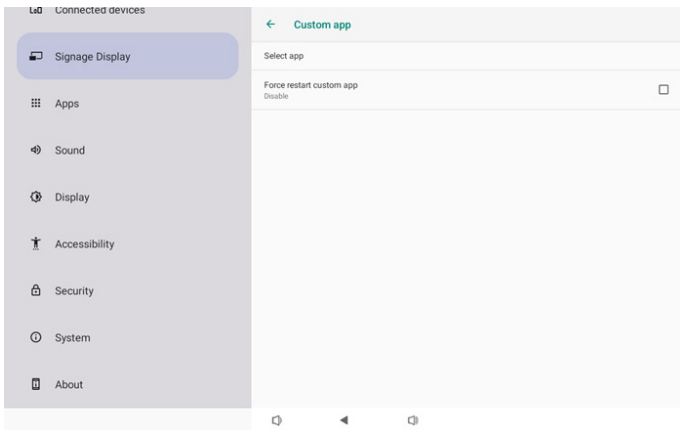 Connected devices
Signage Display
Apps
Sound
Display
Accessibility
Security
System
About
Custom app
Select app
Force restart custom app
Disable